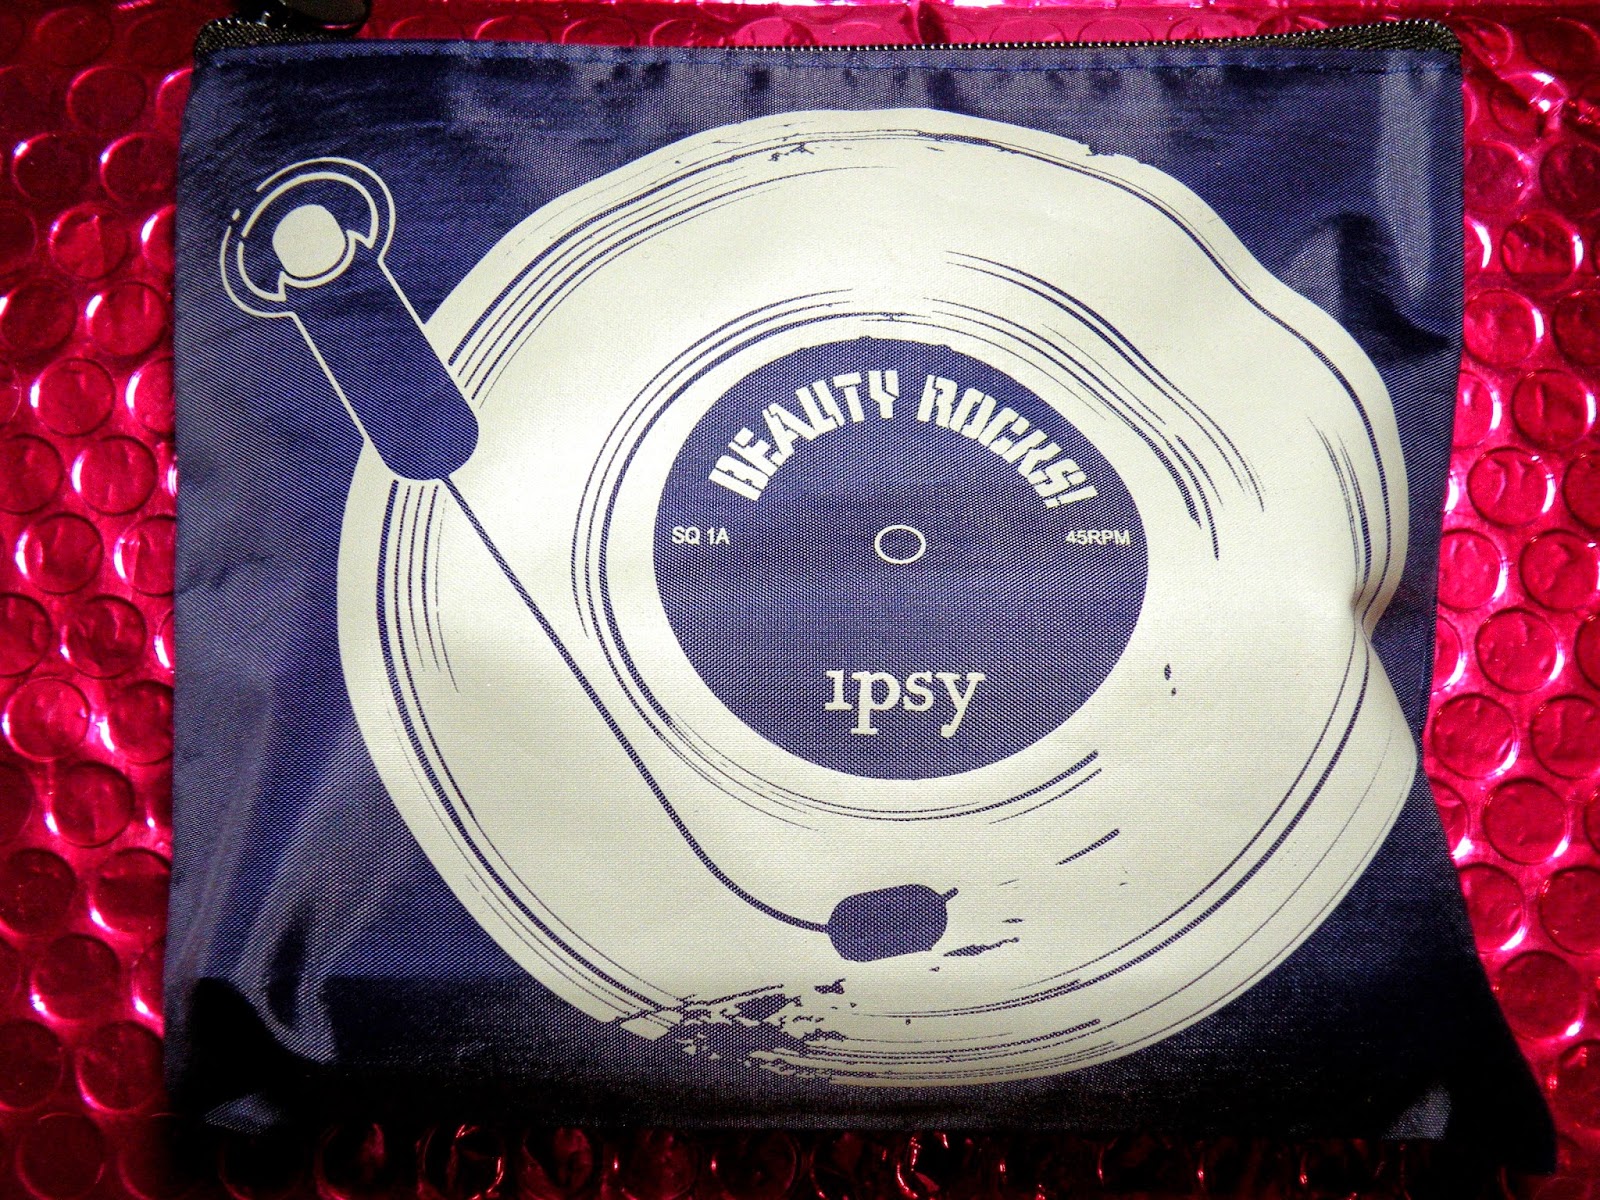 BEAUTY ROCKS!
SQ 1A
45RPM
ipsy